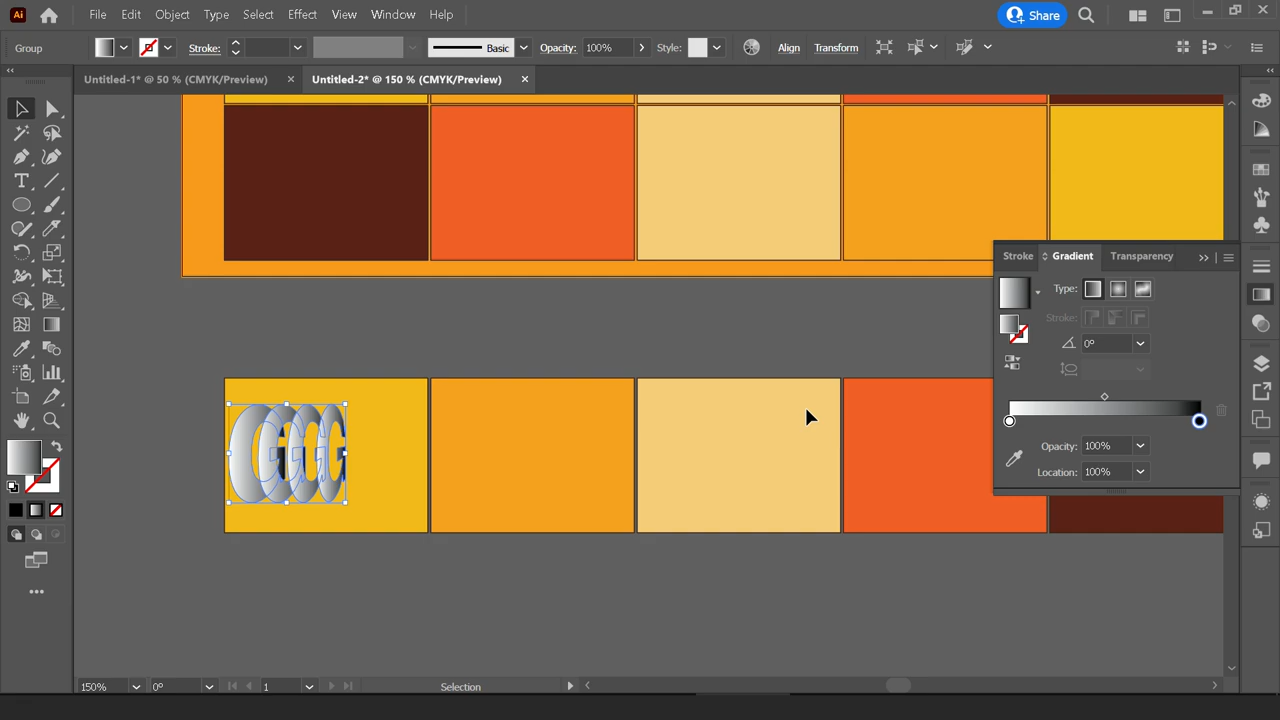 Ai File Edit Object Type Select Effect View Window Help Share
Group Stroke: Basic Opacity: 100% Style: Align Transform
Untitled-1* @ 50 % (CMYK/Preview) Untitled-2* @ 150 % (CMYK/Preview)
Stroke Gradient Transparency
Type:
Stroke:
0°
GGGG
Opacity: 100%
Location: 100%
150% 0° 1 Selection